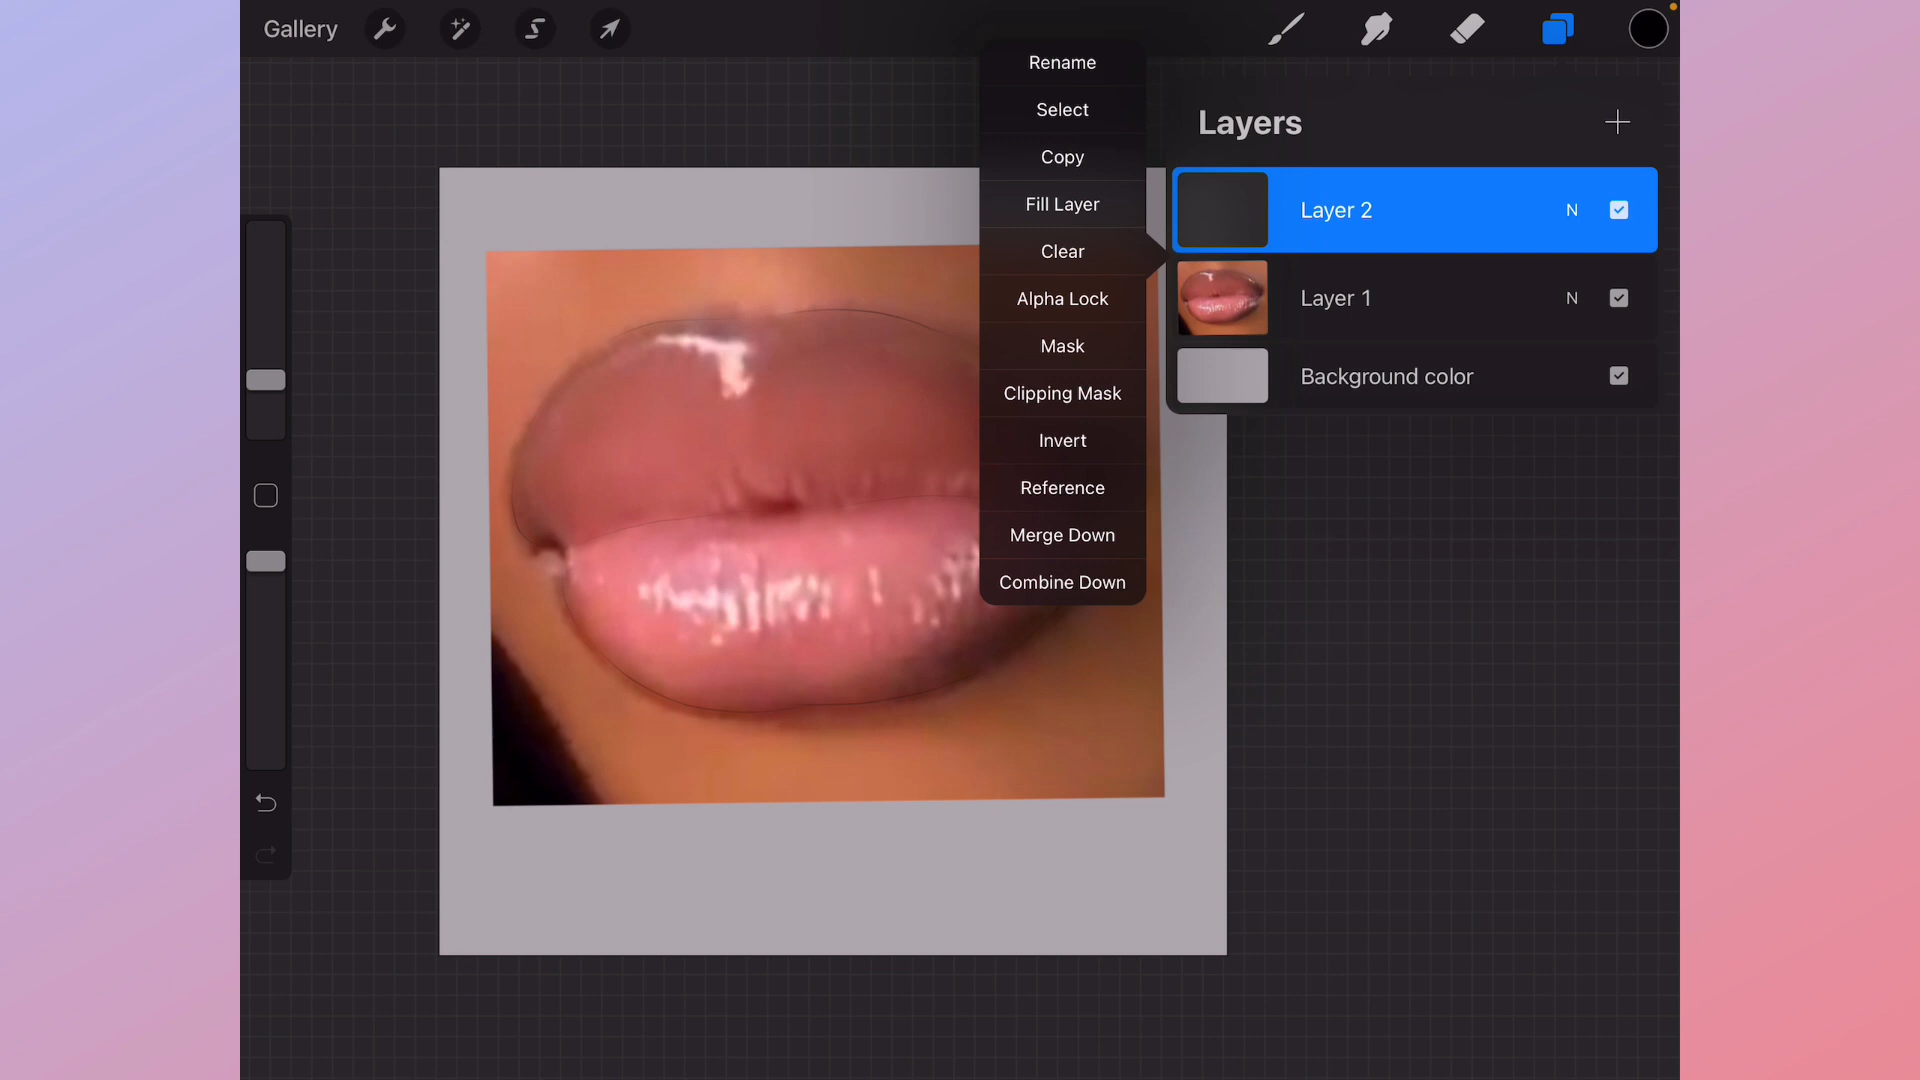 Gallery
Rename
Select
Copy
Fill Layer
Clear
Alpha Lock
Mask
Clipping Mask
Invert
Reference
Merge Down
Combine Down
Layers
Layer 2 N
Layer 1 N
Background color